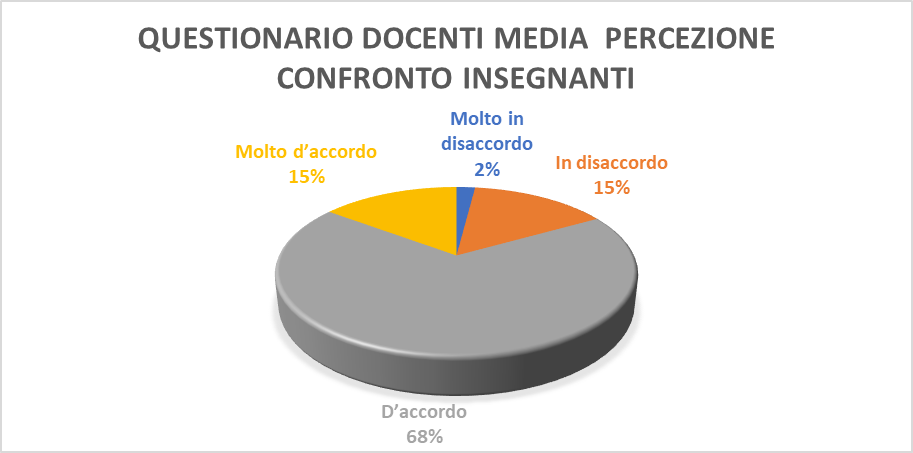 QUESTIONARIO DOCENTI MEDIA  PERCEZIONE
CONFRONTO INSEGNANTI
Molto in
disaccordo
2%
Molto d’accordo
15%
In disaccordo
15%
D’accordo
68%